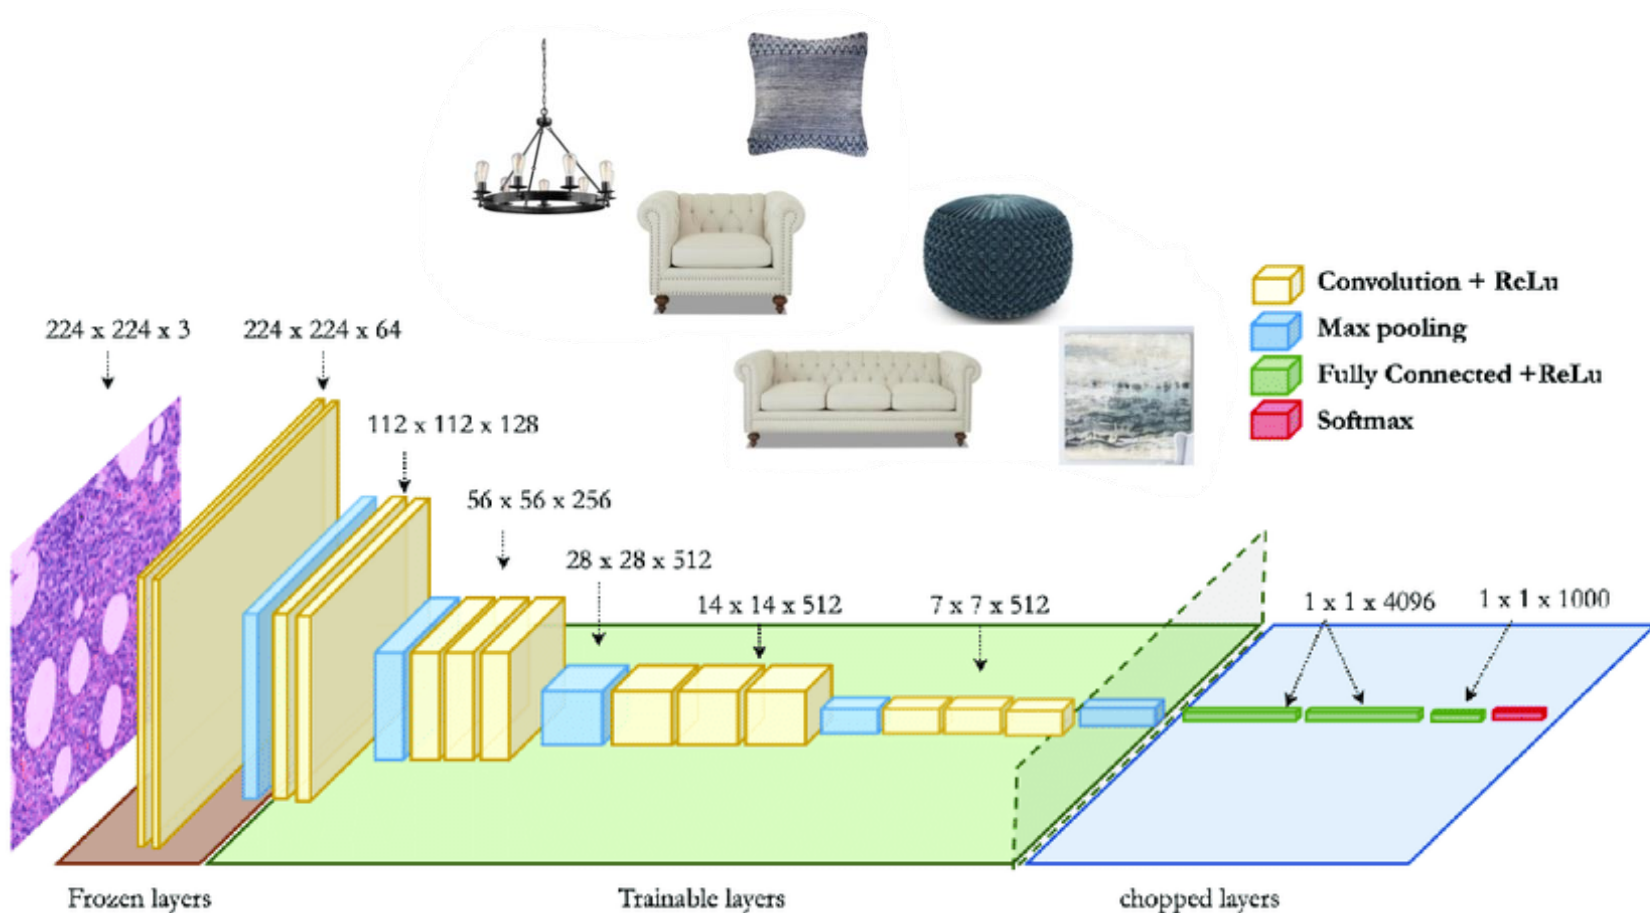 224 x 224 x 3
224 x 224 x 64
112 x 112 x 128
56 x 56 x 256
28 x 28 x 512
14 x 14 x 512
7 x 7 x 512
1 x 1 x 4096
1 x 1 x 1000
Convolution + ReLu
Max pooling
Fully Connected +ReLu
Softmax
Frozen layers
Trainable layers
chopped layers